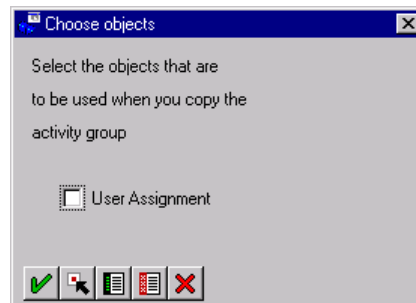 Choose objects
Select the objects that are
to be used when you copy the
activity group
User Assignment